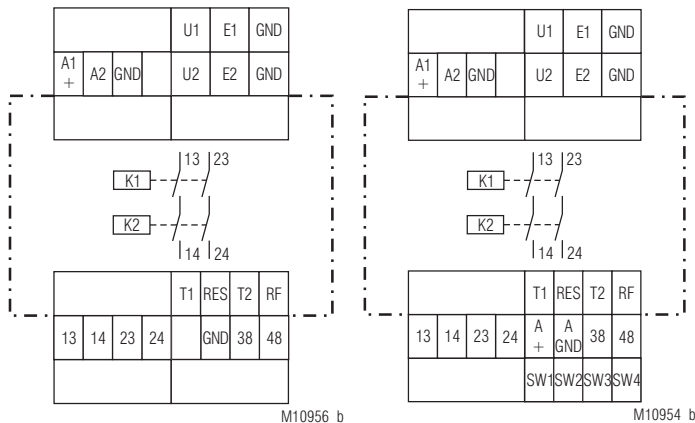 U1 E1 GND
A1 + A2 GND U2 E2 GND
13 23
K1
K2
14 24
T1 RES T2 RF
13 14 23 24 GND 38 48
M10956 b
U1 E1 GND
A1 + A2 GND U2 E2 GND
13 23
K1
K2
14 24
T1 RES T2 RF
13 14 23 24 A + A GND 38 48
SW1 SW2 SW3 SW4
M10954 b